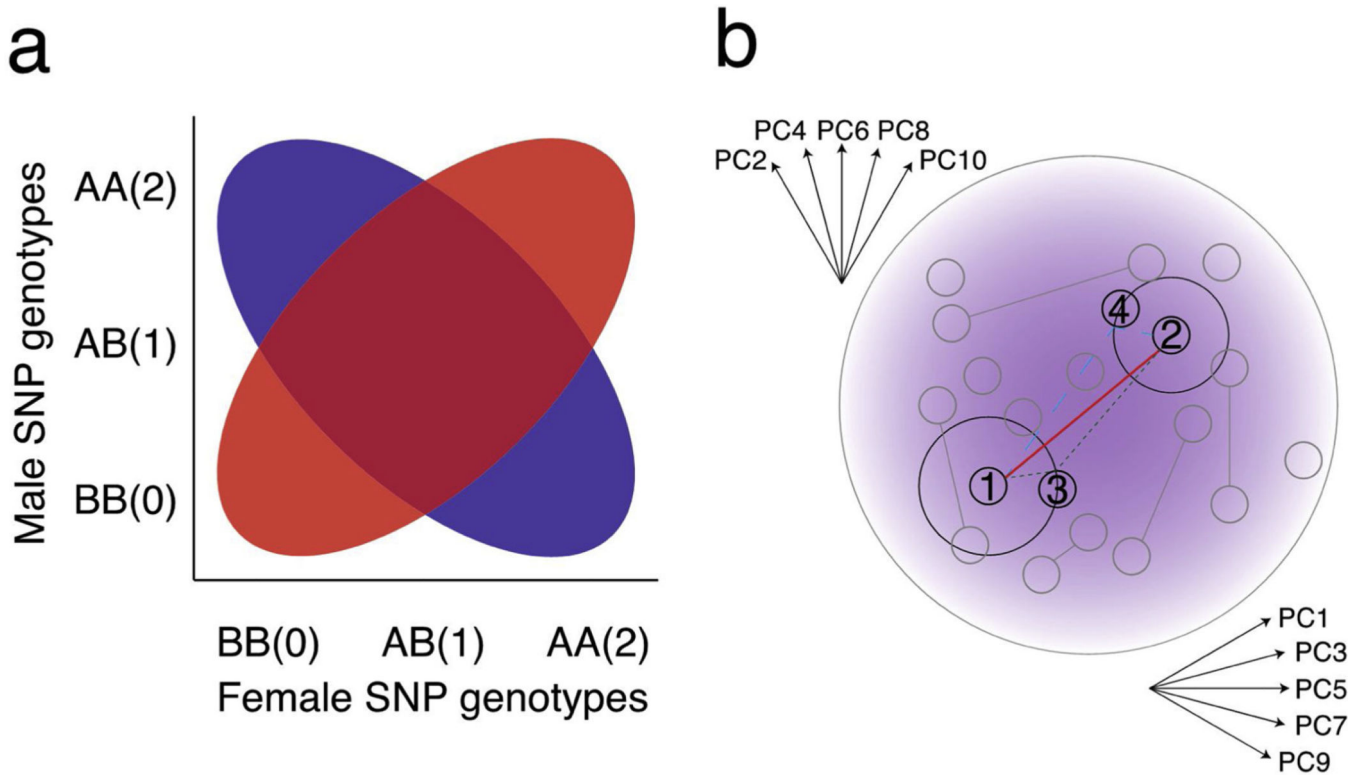 a
Male SNP genotypes
AA(2)
AB(1)
BB(0)
BB(0) AB(1) AA(2)
Female SNP genotypes
b
PC4 PC6 PC8
PC2 PC10
4
2
1 3
PC1
PC3
PC5
PC7
PC9